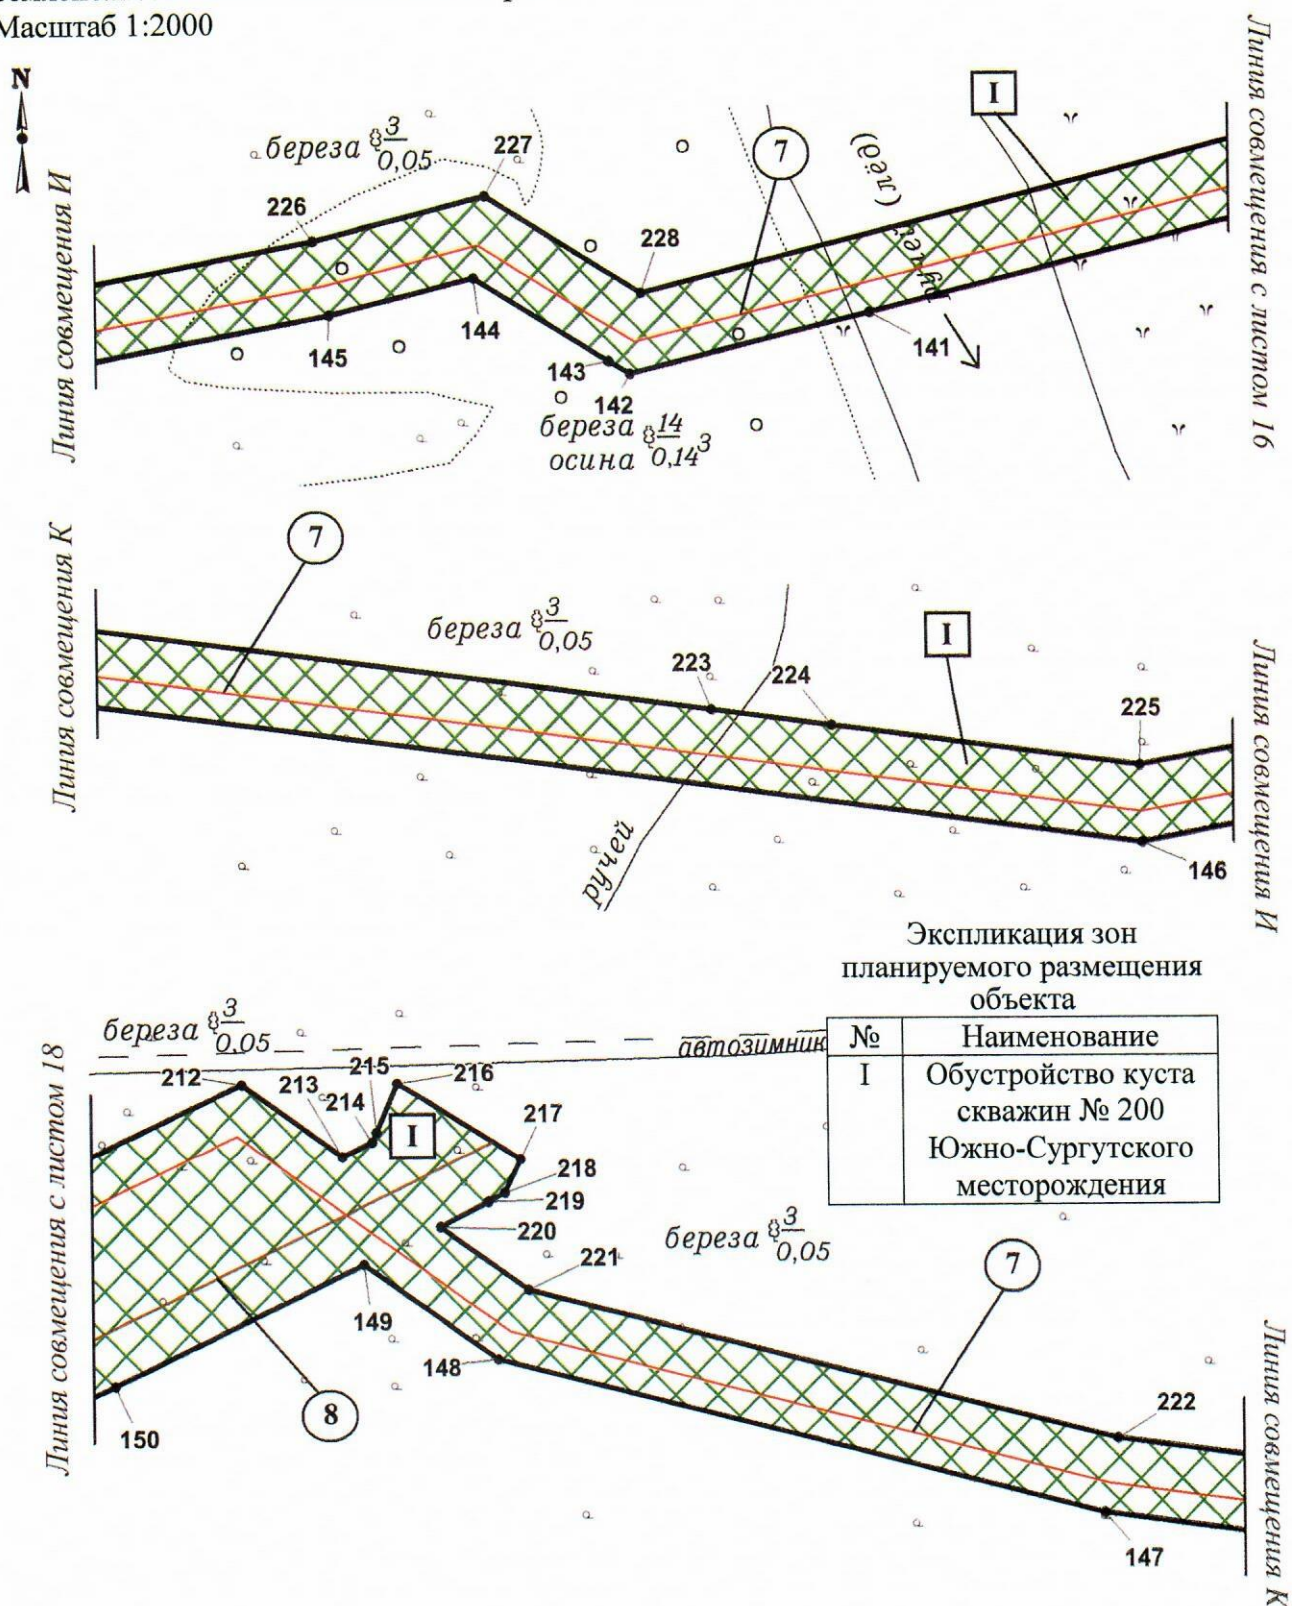 Масштаб 1:2000
N
Линия совмещения И
береза 3
0,05
226
227
228
7
I
ручей (лёд)
Линия совмещения с листом 16
145
144
143
142
141
береза 14
осина 0,14 3
Линия совмещения К
7
береза 3
0,05
223
224
I
225
146
ручей
Линия совмещения И
Экспликация зон
планируемого размещения
объекта
№ Наименование
I Обустройство куста
скважин № 200
Южно-Сургутского
месторождения
Линия совмещения с листом 18
береза 3
0,05
автозимник
212
213
214
215
216
I
217
218
219
220
221
береза 3
0,05
7
149
148
150
8
222
147
Линия совмещения К